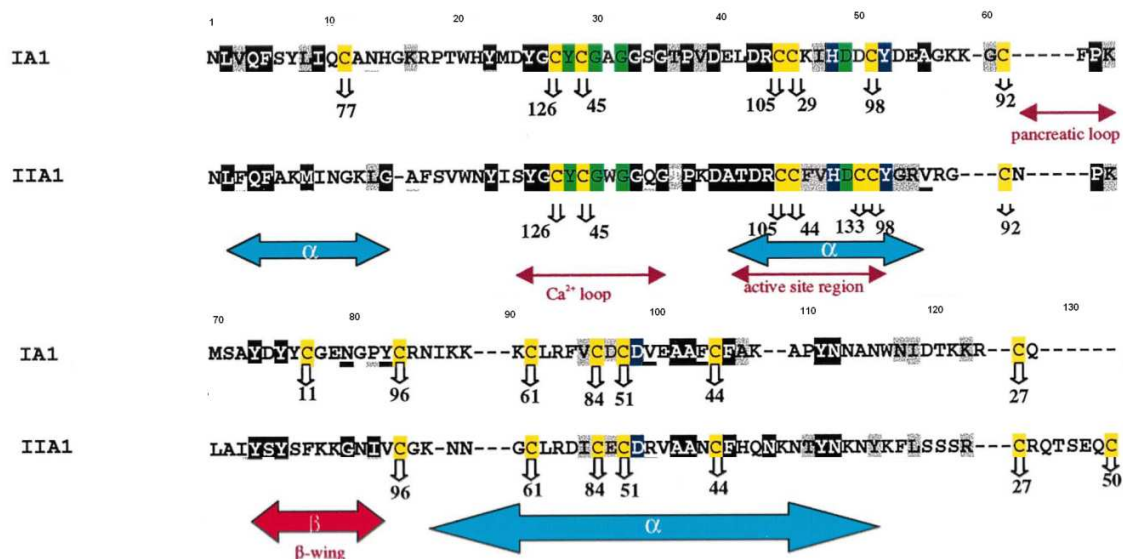 1 10 20 30 40 50 60
IA1 NLVQFSYLIQCANHGKRPTWHYMDYGCYCGAGGSGTPVDELDRCCKIHDDCYDEAGKK-GC-----FPK
77 126 45 105 29 98 92
pancreatic loop
IIA1 NLFQFAKMINGKLG-AFSVWNYISYGCYCGWGGQGTPKDATDRCCFVHDCCYGRVRG---CN----PK
126 45 105 44 133 98 92
α α
Ca²⁺ loop active site region
70 80 90 100 110 120 130
IA1 MSAYDYYCGENGPYCRNIKK---KCLRFVCDCDVEAAFCFAK---APYNNANWNIDTKKR---CQ------
11 96 61 84 51 44 27
IIA1 LAIYSYSFKKGNIVCGK-NN---GCLRDICECDRVAANCFHQNKNTYNKNYKFLSSSR----CRQTSEQC
96 61 84 51 44 27 50
β α
β-wing